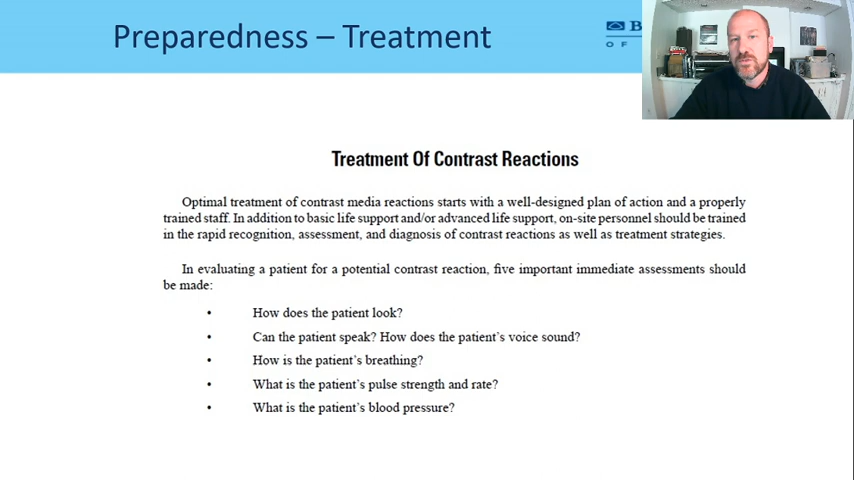 Preparedness – Treatment
B
O F
Treatment Of Contrast Reactions
Optimal treatment of contrast media reactions starts with a well-designed plan of action and a properly
trained staff. In addition to basic life support and/or advanced life support, on-site personnel should be trained
in the rapid recognition, assessment, and diagnosis of contrast reactions as well as treatment strategies.
In evaluating a patient for a potential contrast reaction, five important immediate assessments should
be made:
• How does the patient look?
• Can the patient speak? How does the patient's voice sound?
• How is the patient's breathing?
• What is the patient's pulse strength and rate?
• What is the patient's blood pressure?